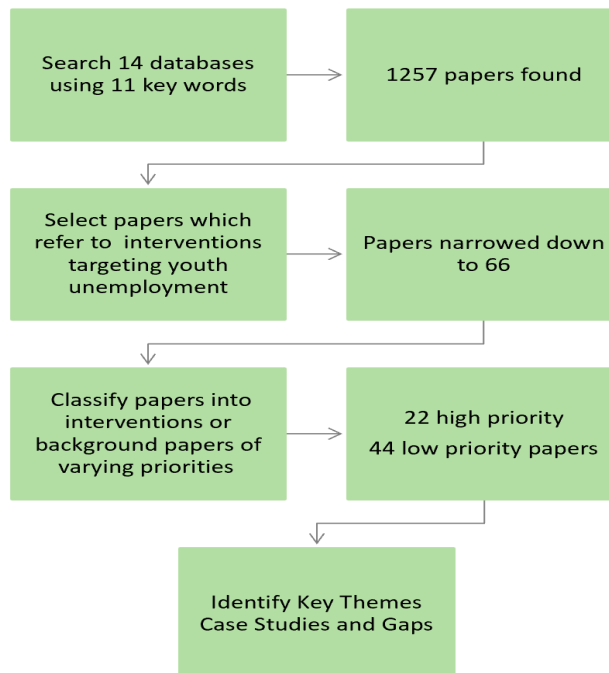 Search 14 databases
using 11 key words
1257 papers found
Select papers which
refer to interventions
targeting youth
unemployment
Papers narrowed down
to 66
Classify papers into
interventions or
background papers of
varying priorities
22 high priority
44 low priority papers
Identify Key Themes
Case Studies and Gaps